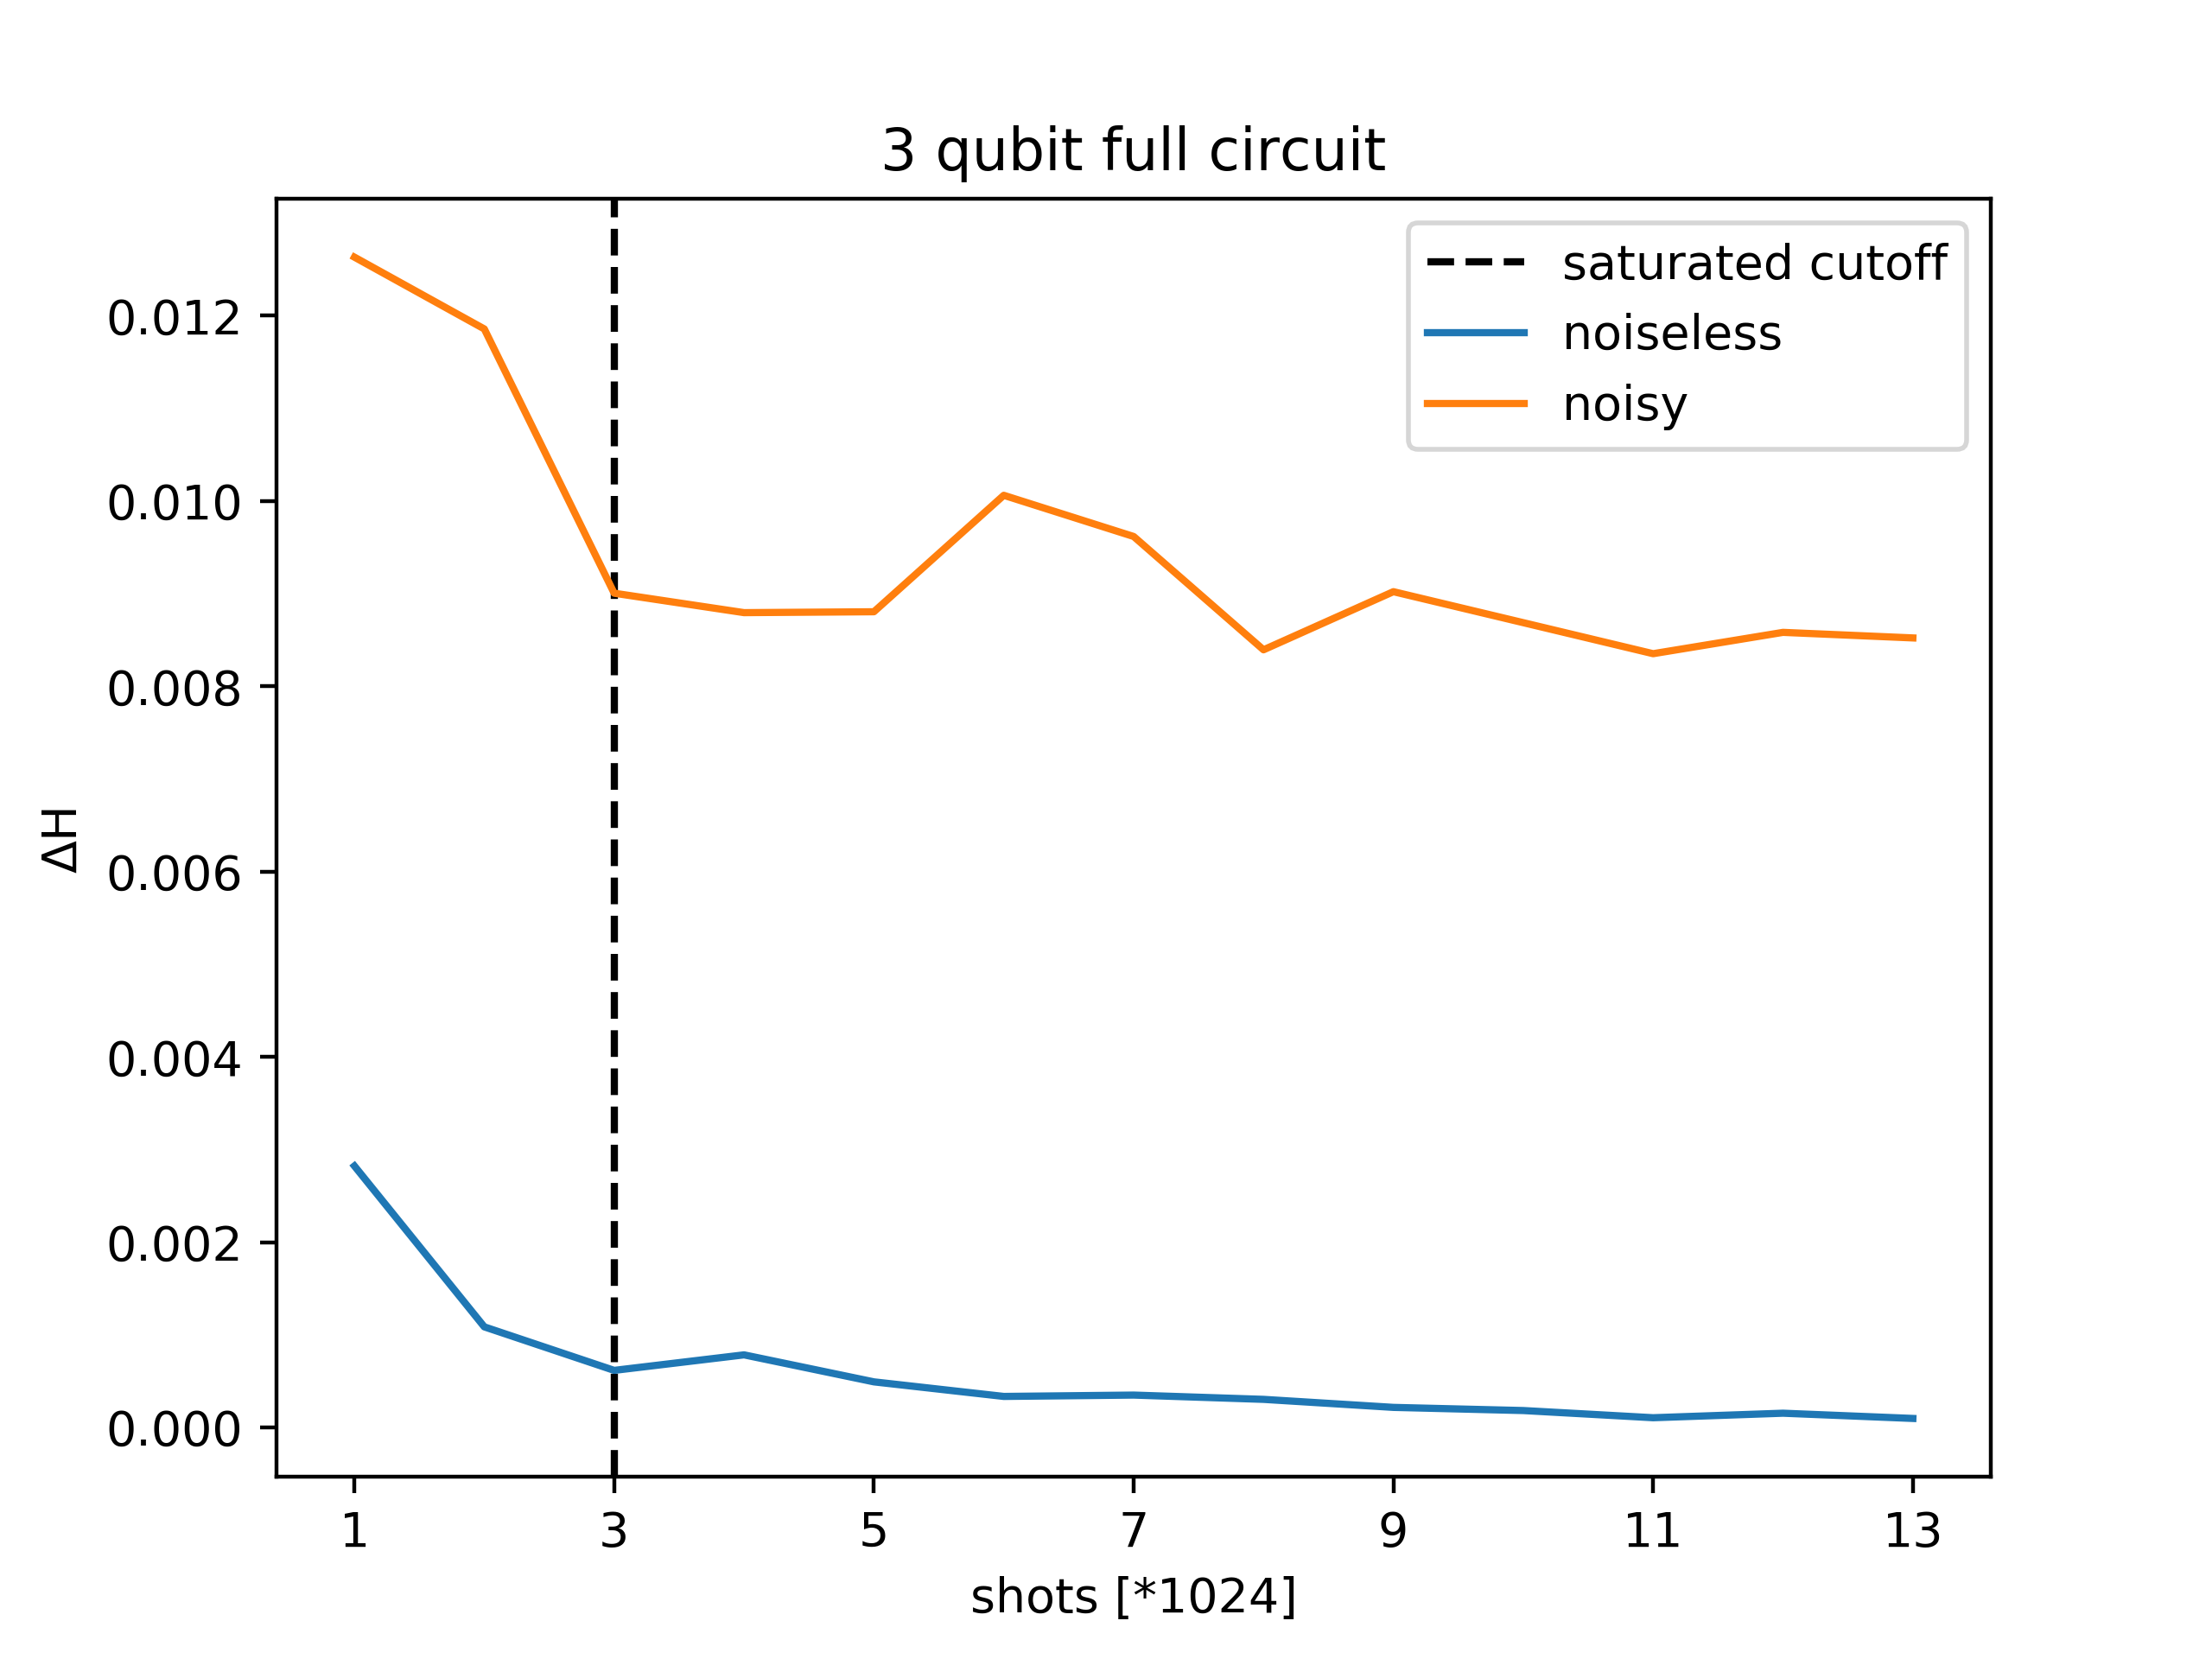 3 qubit full circuit
saturated cutoff
noiseless
noisy
0.012
0.010
0.008
0.006
0.004
0.002
0.000
ΔH
1 3 5 7 9 11 13
shots [*1024]